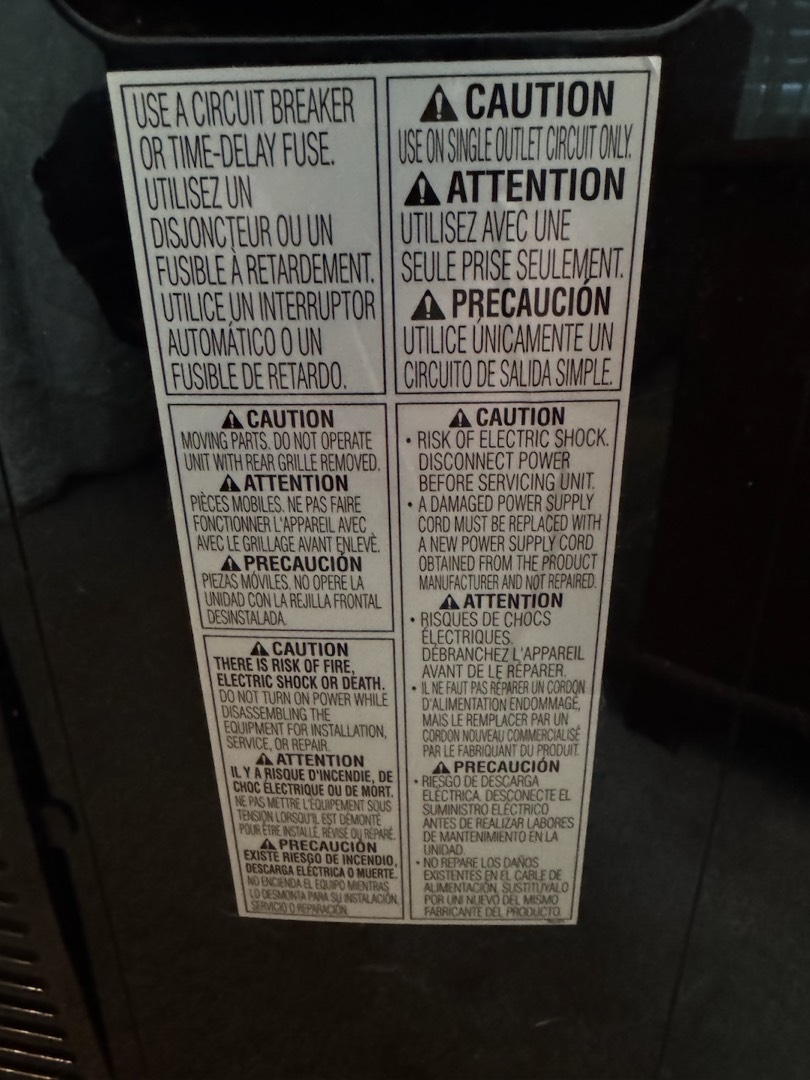 USE A CIRCUIT BREAKER
OR TIME-DELAY FUSE.
UTILISEZ UN
DISJONCTEUR OU UN
FUSIBLE À RETARDEMENT.
UTILICE UN INTERRUPTOR
AUTOMÁTICO O UN
FUSIBLE DE RETARDO.
CAUTION
USE ON SINGLE OUTLET CIRCUIT ONLY.
ATTENTION
UTILISEZ AVEC UNE
SEULE PRISE SEULEMENT.
PRECAUCIÓN
UTILICE ÚNICAMENTE UN
CIRCUITO DE SALIDA SIMPLE.
CAUTION
MOVING PARTS. DO NOT OPERATE
UNIT WITH REAR GRILLE REMOVED.
ATTENTION
PIÈCES MOBILES. NE PAS FAIRE
FONCTIONNER L'APPAREIL AVEC
AVEC LE GRILLAGE AVANT ENLEVÈ.
PRECAUCIÓN
PIEZAS MÓVILES. NO OPERE LA
UNIDAD CON LA REJILLA FRONTAL
DESINSTALADA.
CAUTION
THERE IS RISK OF FIRE,
ELECTRIC SHOCK OR DEATH.
DO NOT TURN ON POWER WHILE
DISASSEMBLING THE
EQUIPMENT FOR INSTALLATION,
SERVICE, OR REPAIR.
ATTENTION
IL Y A RISQUE D'INCENDIE, DE
CHOC ÉLECTRIQUE OU DE MORT.
NE PAS METTRE L'ÉQUIPEMENT SOUS
TENSION LORSQU'IL EST DÉMONTÉ
POUR ÊTRE INSTALLÉ, RÉVISÉ OU RÉPARÉ.
PRECAUCIÓN
EXISTE RIESGO DE INCENDIO,
DESCARGA ELÉCTRICA O MUERTE.
NO ENCIENDA EL EQUIPO MIENTRAS
LO DESMONTA PARA SU INSTALACIÓN,
SERVICIO O REPARACIÓN.
CAUTION
• RISK OF ELECTRIC SHOCK.
DISCONNECT POWER
BEFORE SERVICING UNIT.
• A DAMAGED POWER SUPPLY
CORD MUST BE REPLACED WITH
A NEW POWER SUPPLY CORD
OBTAINED FROM THE PRODUCT
MANUFACTURER AND NOT REPAIRED.
ATTENTION
• RISQUES DE CHOCS
ÉLECTRIQUES.
DÉBRANCHEZ L'APPAREIL
AVANT DE LE RÉPARER.
• IL NE FAUT PAS RÉPARER UN CORDON
D'ALIMENTATION ENDOMMAGÉ,
MAIS LE REMPLACER PAR UN
CORDON NOUVEAU COMMERCIALISÉ
PAR LE FABRIQUANT DU PRODUIT.
PRECAUCIÓN
• RIESGO DE DESCARGA
ELÉCTRICA. DESCONECTE EL
SUMINISTRO ELÉCTRICO
ANTES DE REALIZAR LABORES
DE MANTENIMIENTO EN LA
UNIDAD.
• NO REPARE LOS DAÑOS
EXISTENTES EN EL CABLE DE
ALIMENTACIÓN, SUSTITÚYALO
POR UNI NUEVO DEL MISMO
FABRICANTE DEL PRODUCTO.